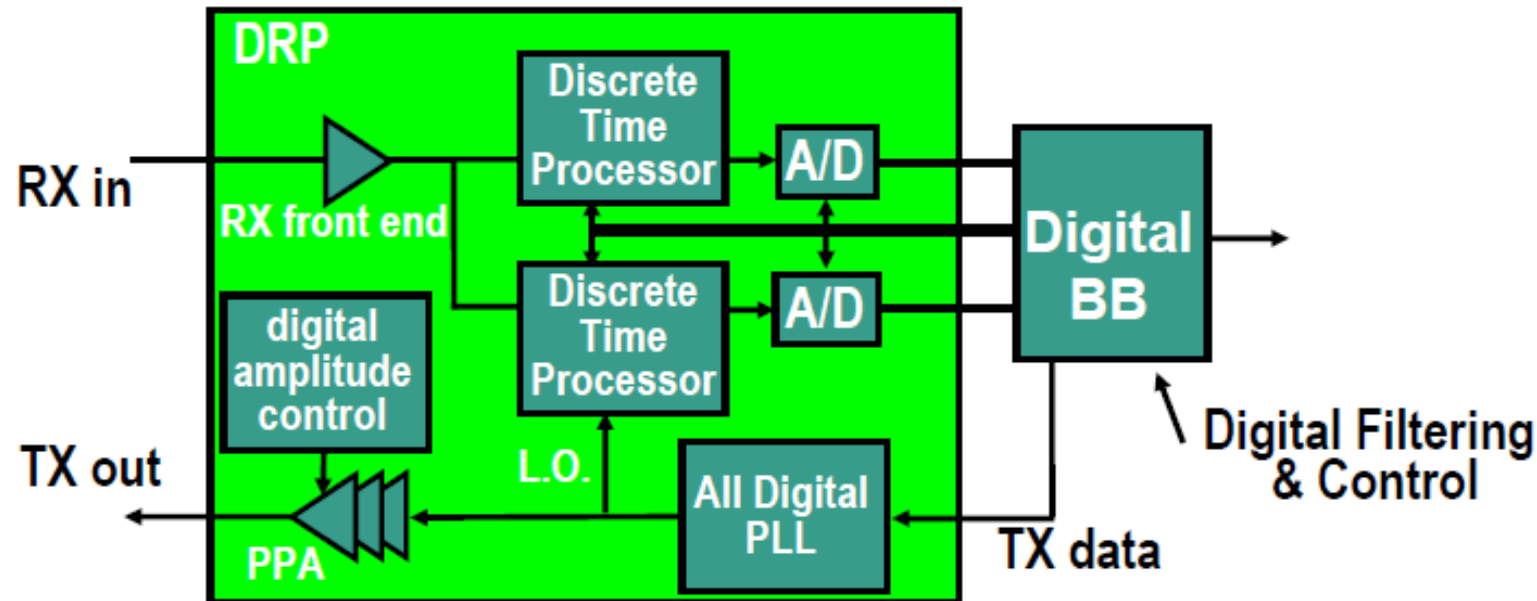 DRP
Discrete
Time
Processor
A/D
RX in
RX front end
Digital
BB
Discrete
Time
Processor
A/D
digital
amplitude
control
Digital Filtering
& Control
TX out
L.O.
All Digital
PLL
PPA
TX data